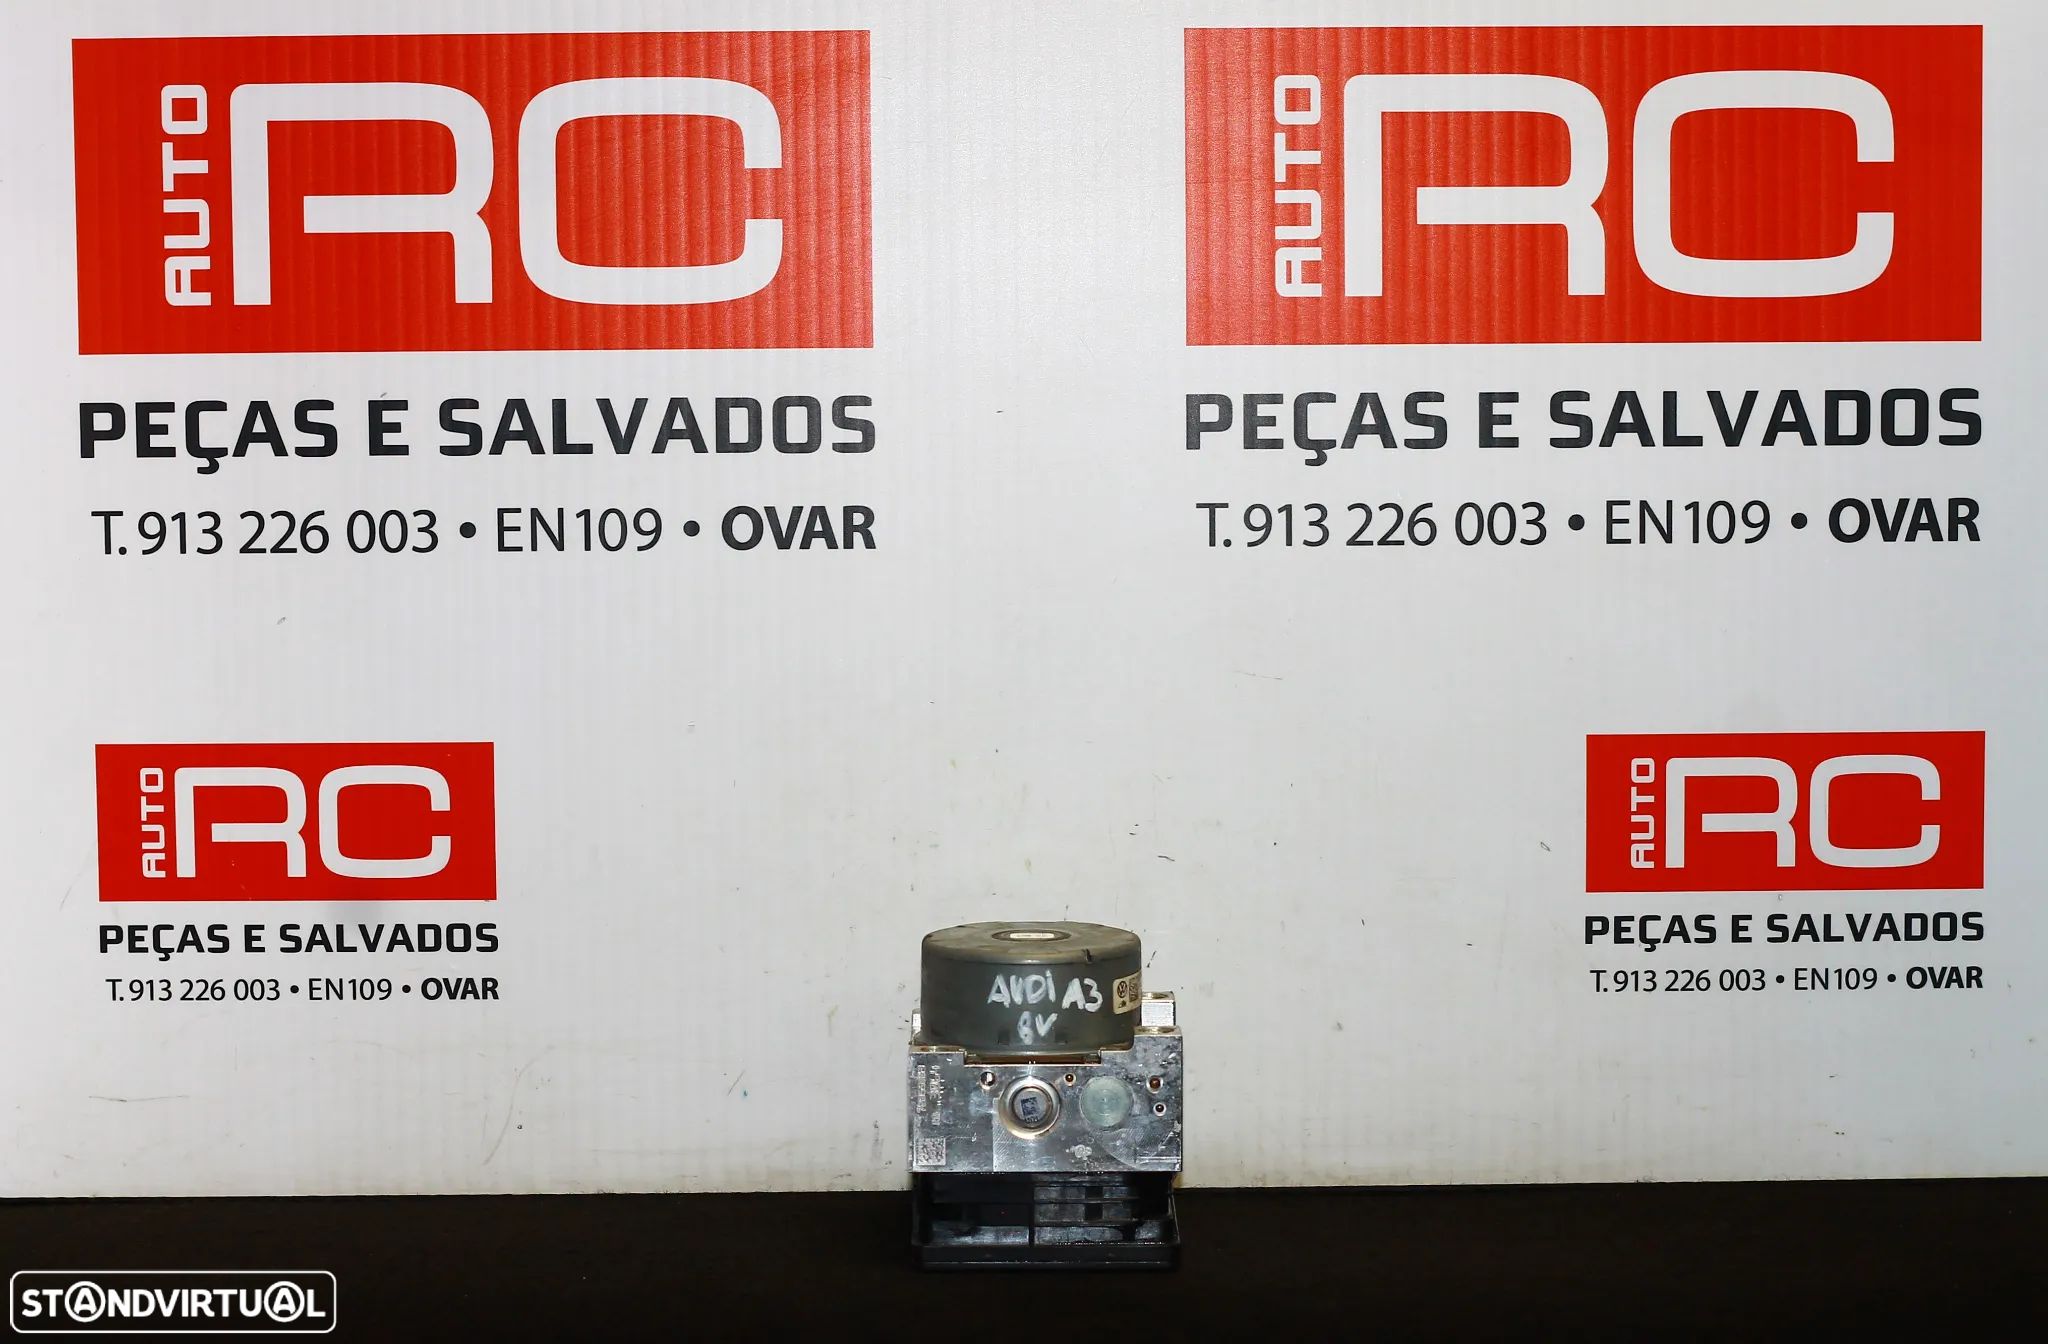 AUTO RC
PEÇAS E SALVADOS
T. 913 226 003 • EN109 • OVAR
AUTO RC
PEÇAS E SALVADOS
T. 913 226 003 • EN109 • OVAR
AUTO RC
PEÇAS E SALVADOS
T. 913 226 003 • EN109 • OVAR
AUTO RC
PEÇAS E SALVADOS
T. 913 226 003 • EN109 • OVAR
AUDI A3
8V
STANDVIRTUAL